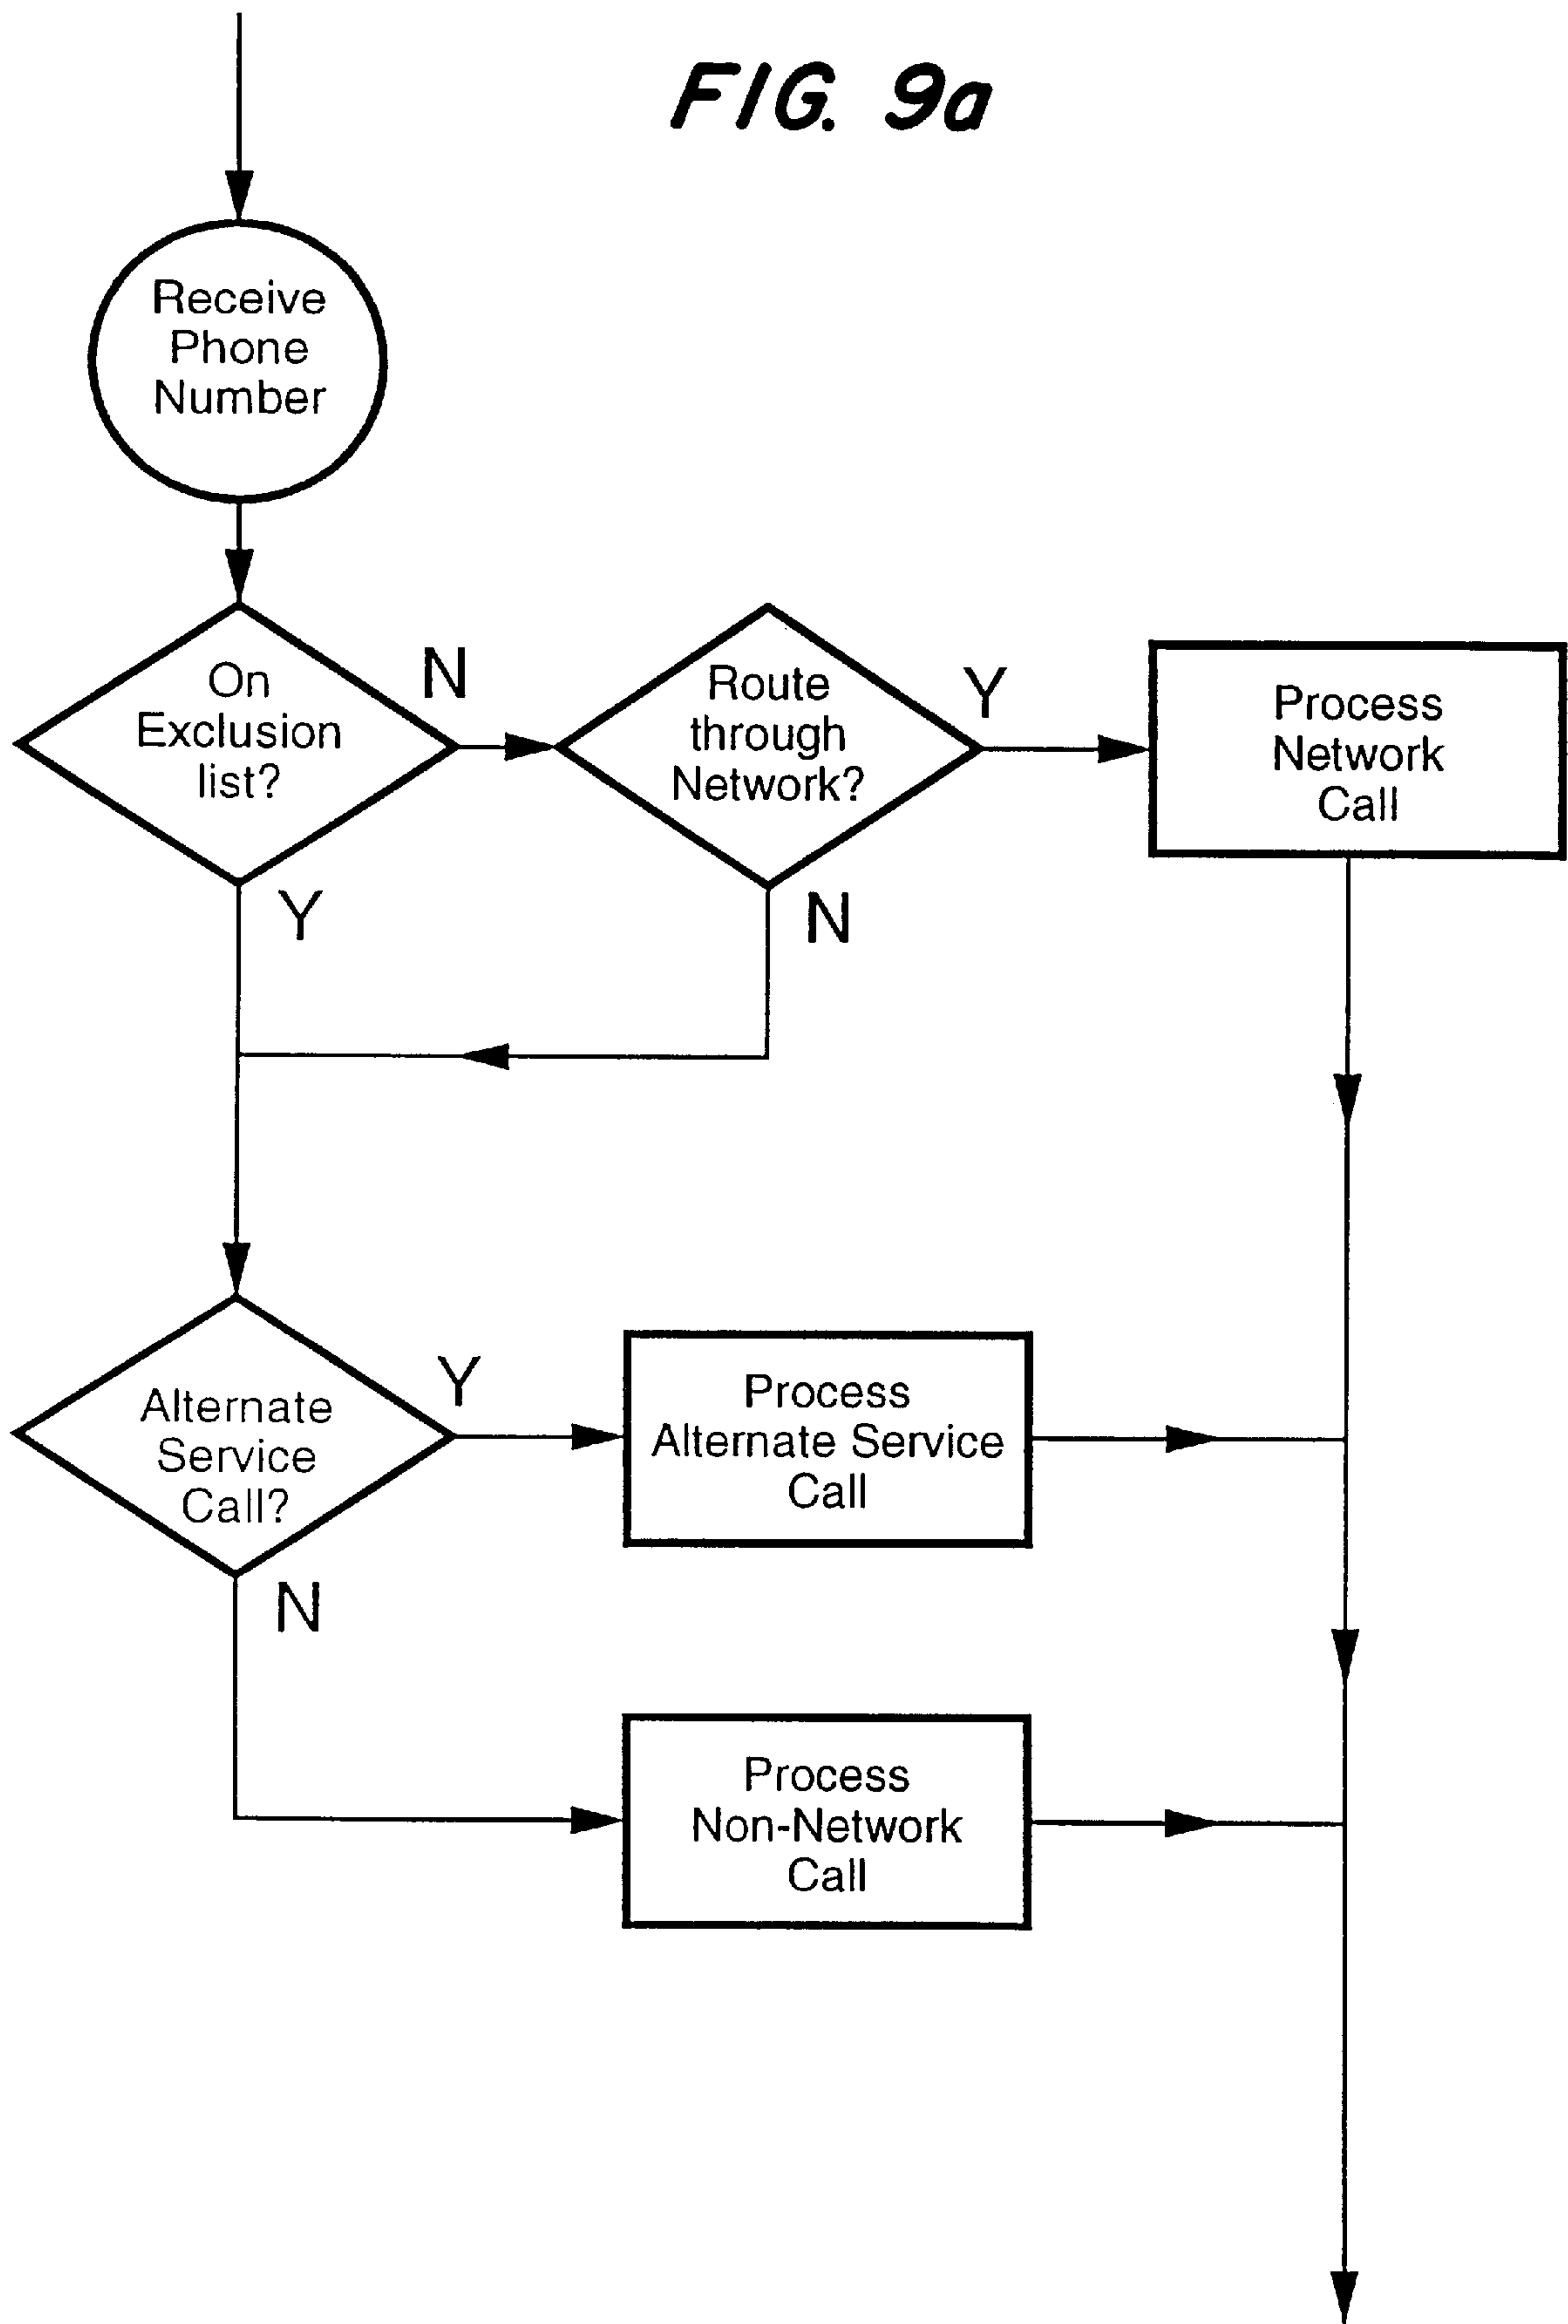 FIG. 9a
Receive
Phone
Number
On
Exclusion
list?
N
Y
Route
through
Network?
Y
N
Process
Network
Call
Alternate
Service
Call?
Y
N
Process
Alternate Service
Call
Process
Non-Network
Call